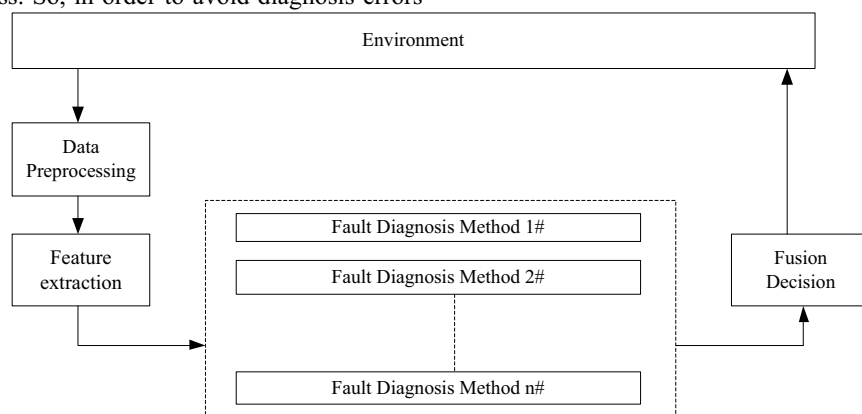 ss. So, in order to avoid diagnosis errors
Environment
Data
Preprocessing
Feature
extraction
Fault Diagnosis Method 1#
Fault Diagnosis Method 2#
Fault Diagnosis Method n#
Fusion
Decision